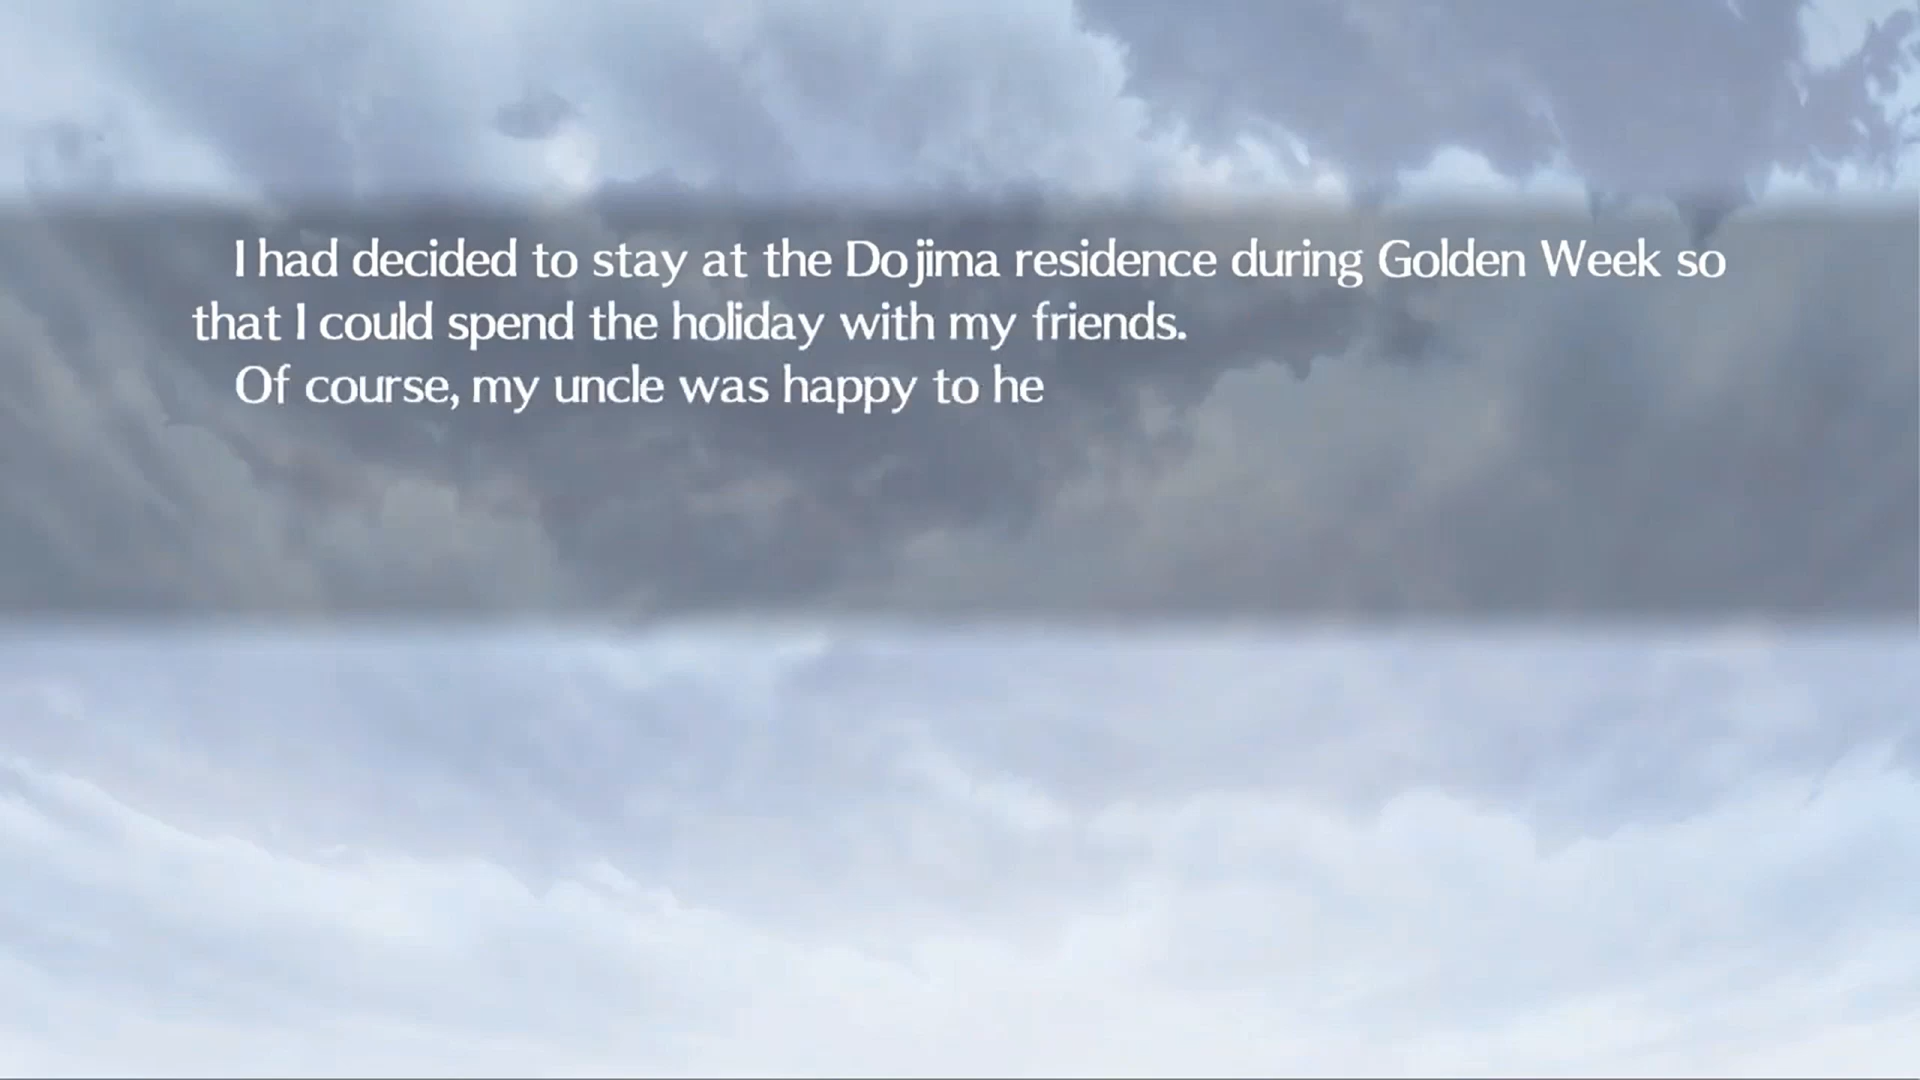 I had decided to stay at the Dojima residence during Golden Week so
that I could spend the holiday with my friends.
Of course, my uncle was happy to he